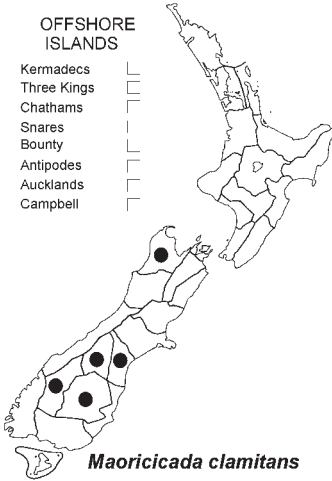 OFFSHORE
ISLANDS
Kermadecs
Three Kings
Chathams
Snares
Bounty
Antipodes
Aucklands
Campbell
Maoricicada clamitans